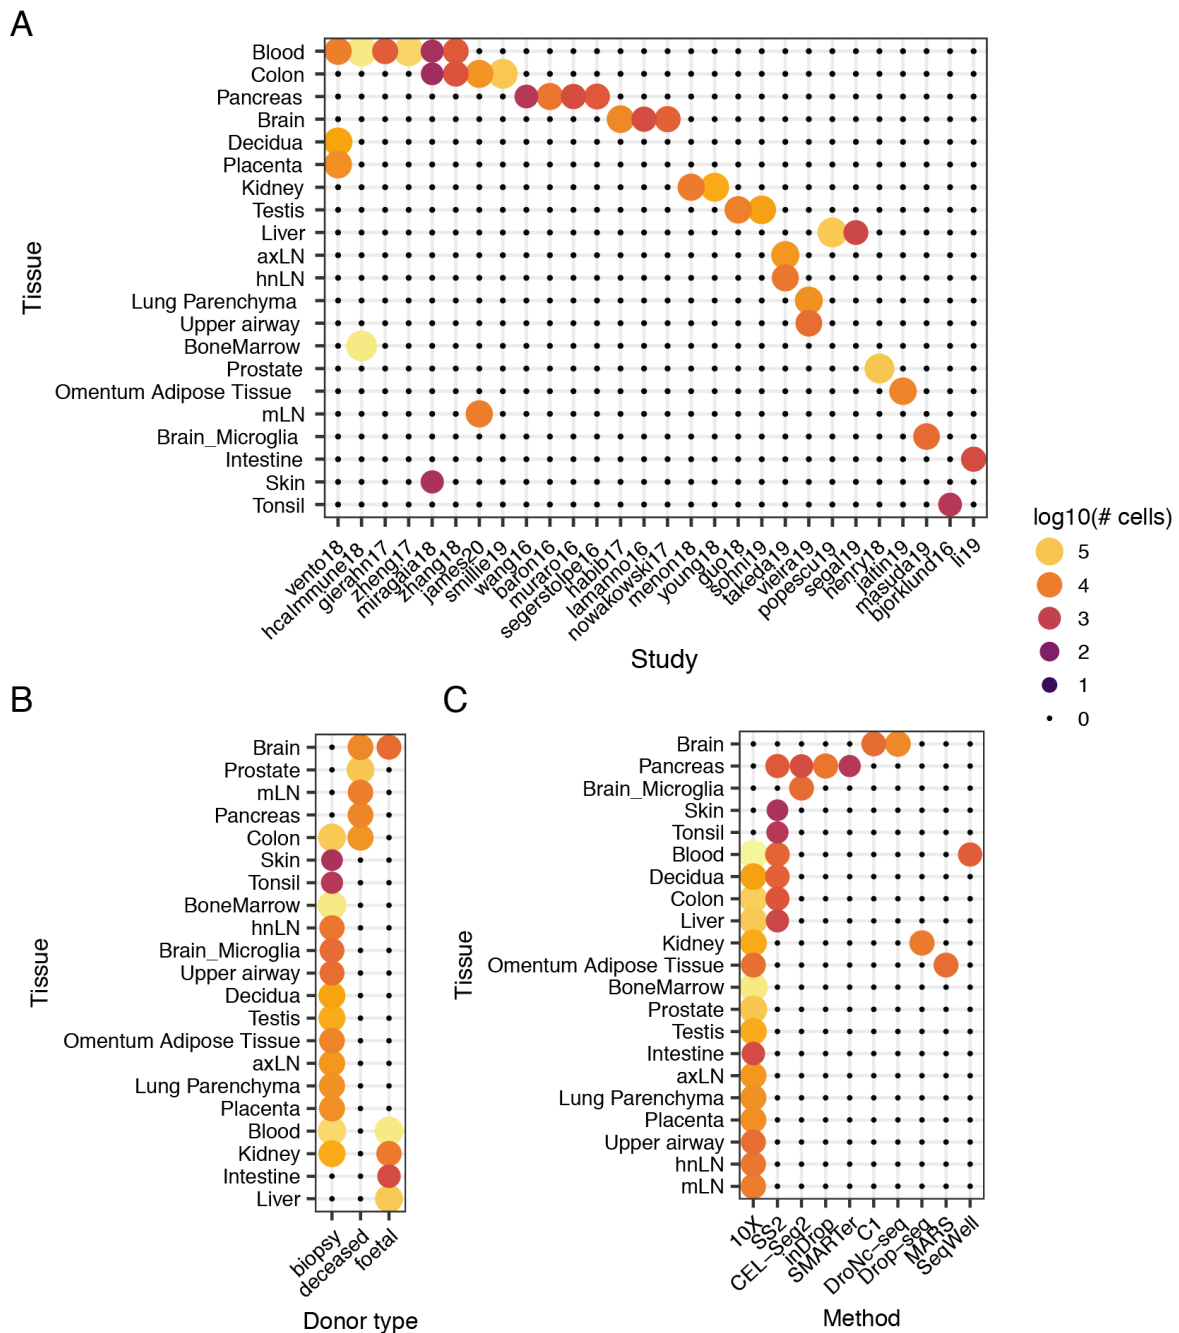 A
Blood
Colon
Pancreas
Brain
Decidua
Placenta
Kidney
Testis
Liver
axLN
hnLN
Lung Parenchyma
Upper airway
BoneMarrow
Prostate
Omentum Adipose Tissue
mLN
Brain_Microglia
Intestine
Skin
Tonsil
Tissue
vento18
hcaImmune18
gierahn17
zheng17
miragaia18
zhang18
james20
smillie19
wang16
baron16
muraro16
segerstolpe16
habib17
lamanno16
nowakowski17
menon18
young18
guo18
sohni19
takeda19
vieira19
popescu19
segal19
henry18
jaitin19
masuda19
bjorklund16
li19
Study
log10(# cells)
5
4
3
2
1
0
B
Brain
Prostate
mLN
Pancreas
Colon
Skin
Tonsil
BoneMarrow
hnLN
Brain_Microglia
Upper airway
Decidua
Testis
Omentum Adipose Tissue
axLN
Lung Parenchyma
Placenta
Blood
Kidney
Intestine
Liver
Tissue
biopsy
deceased
foetal
Donor type
C
Brain
Pancreas
Brain_Microglia
Skin
Tonsil
Blood
Decidua
Colon
Liver
Kidney
Omentum Adipose Tissue
BoneMarrow
Prostate
Testis
Intestine
axLN
Lung Parenchyma
Placenta
Upper airway
hnLN
mLN
Tissue
10X
SS2
CEL−Seq2
inDrop
SMARTer
C1
DroNc−seq
Drop−seq
MARS
SeqWell
Method